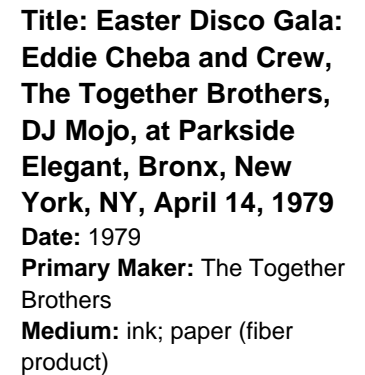 Title: Easter Disco Gala:
Eddie Cheba and Crew,
The Together Brothers,
DJ Mojo, at Parkside
Elegant, Bronx, New
York, NY, April 14, 1979
Date: 1979
Primary Maker: The Together
Brothers
Medium: ink; paper (fiber
product)